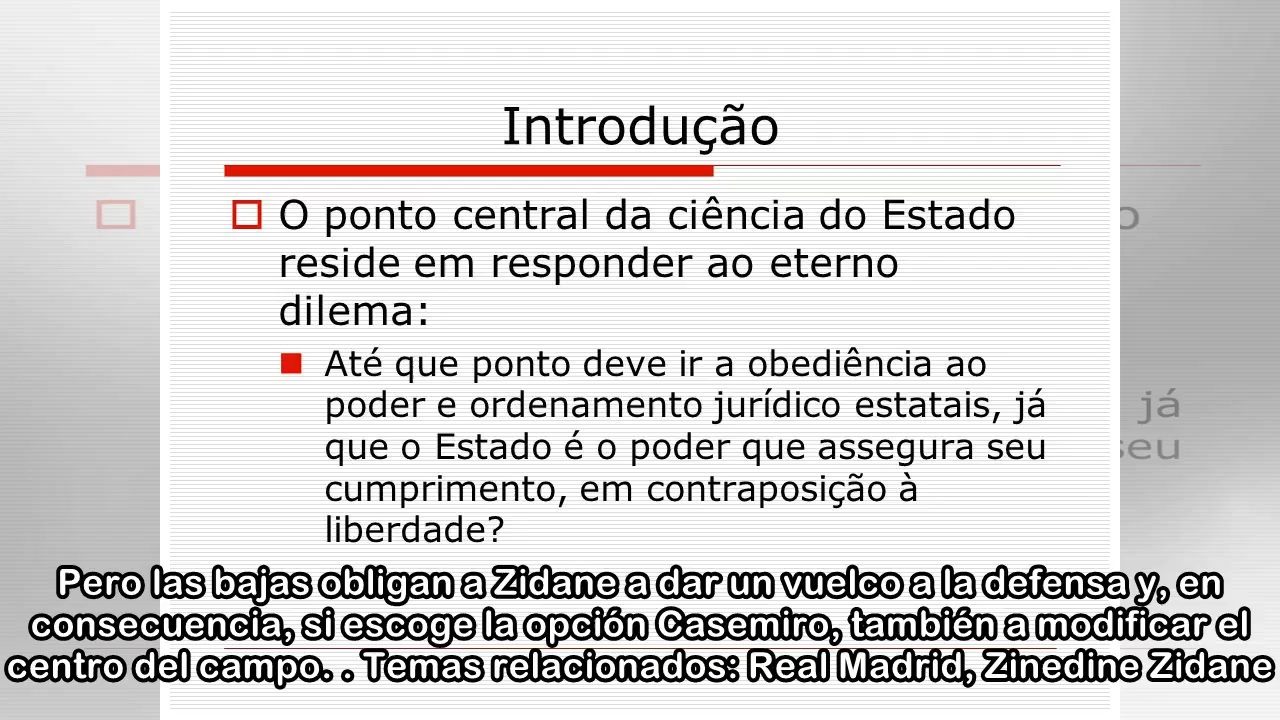 Introdução
O ponto central da ciência do Estado
reside em responder ao eterno
dilema:
Até que ponto deve ir a obediência ao
poder e ordenamento jurídico estatais, já
que o Estado é o poder que assegura seu
cumprimento, em contraposição à
liberdade?
Pero las bajas obligan a Zidane a dar un vuelco a la defensa y, en
consecuencia, si escoge la opción Casemiro, también a modificar el
centro del campo. . Temas relacionados: Real Madrid, Zinedine Zidane